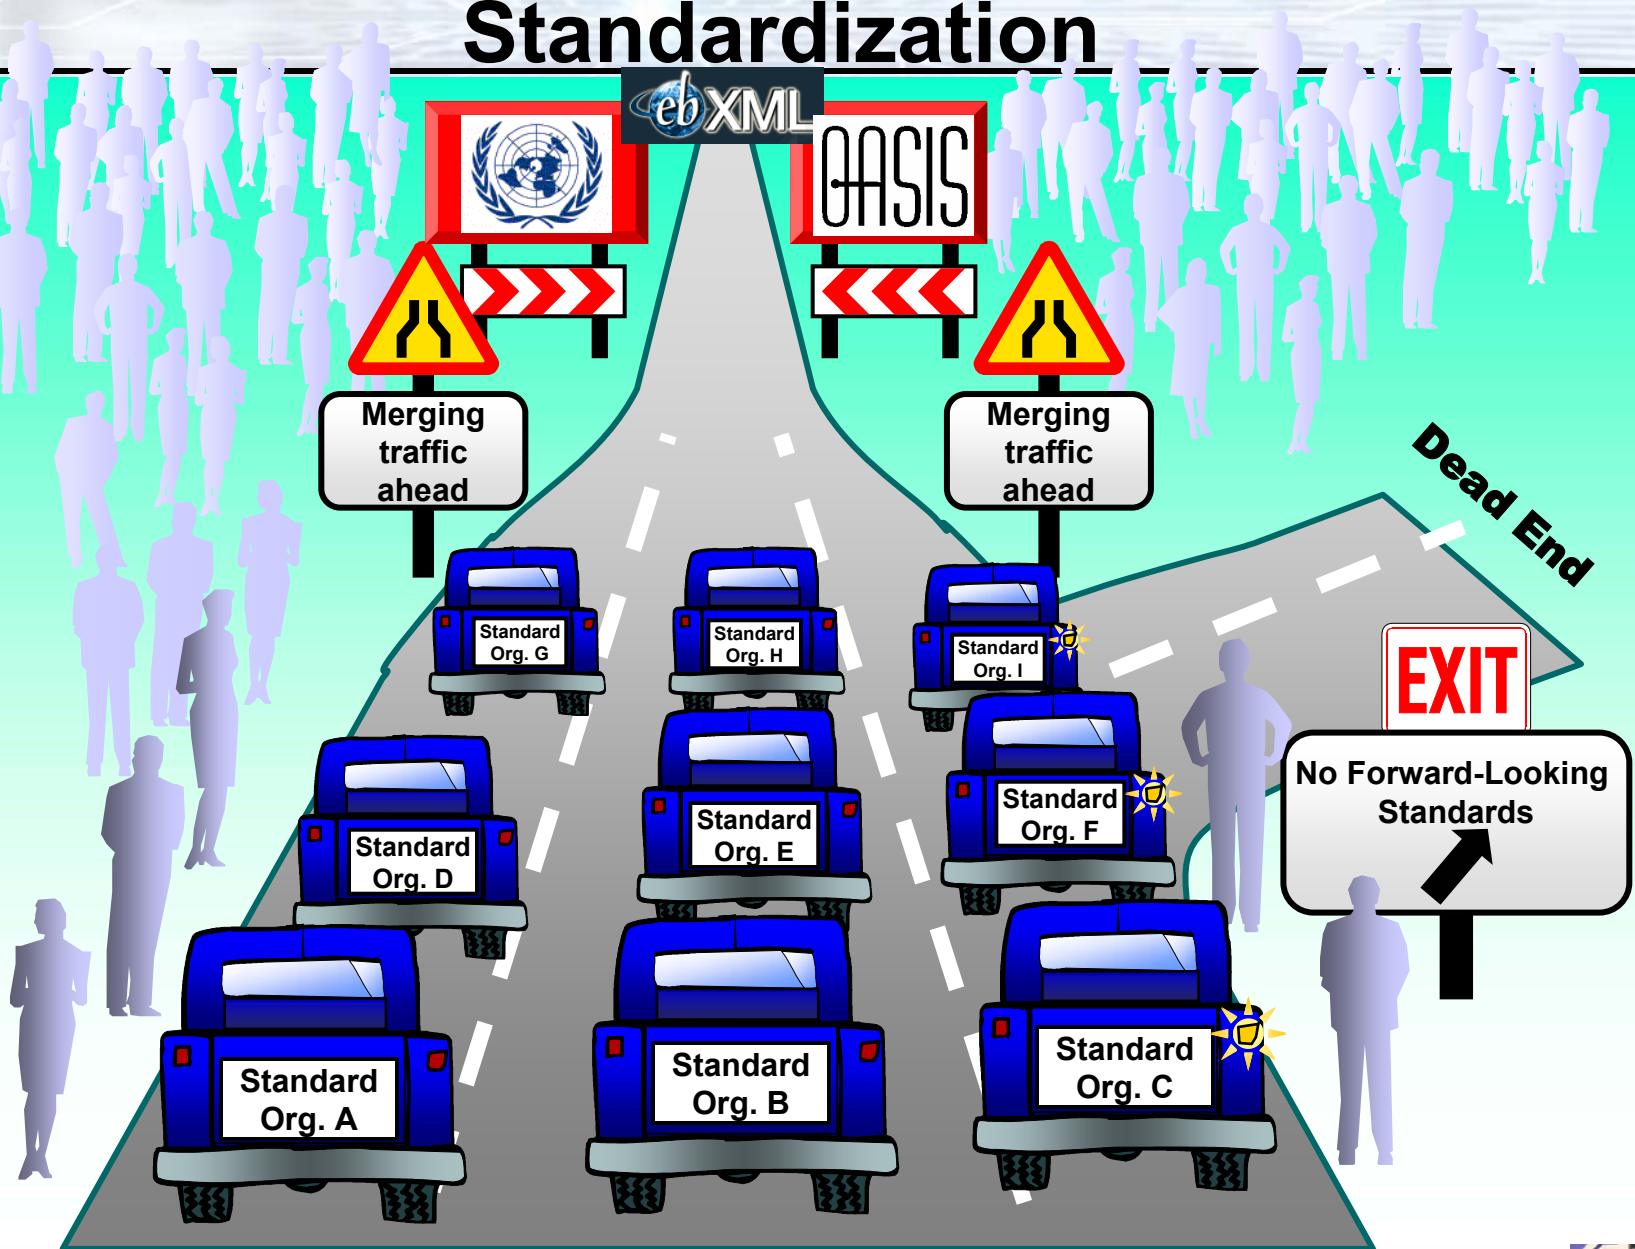 Standardization
ebXML
OASIS
Merging
traffic
ahead
Merging
traffic
ahead
Dead End
Standard
Org. G
Standard
Org. H
Standard
Org. I
EXIT
No Forward-Looking
Standards
Standard
Org. D
Standard
Org. E
Standard
Org. F
Standard
Org. A
Standard
Org. B
Standard
Org. C